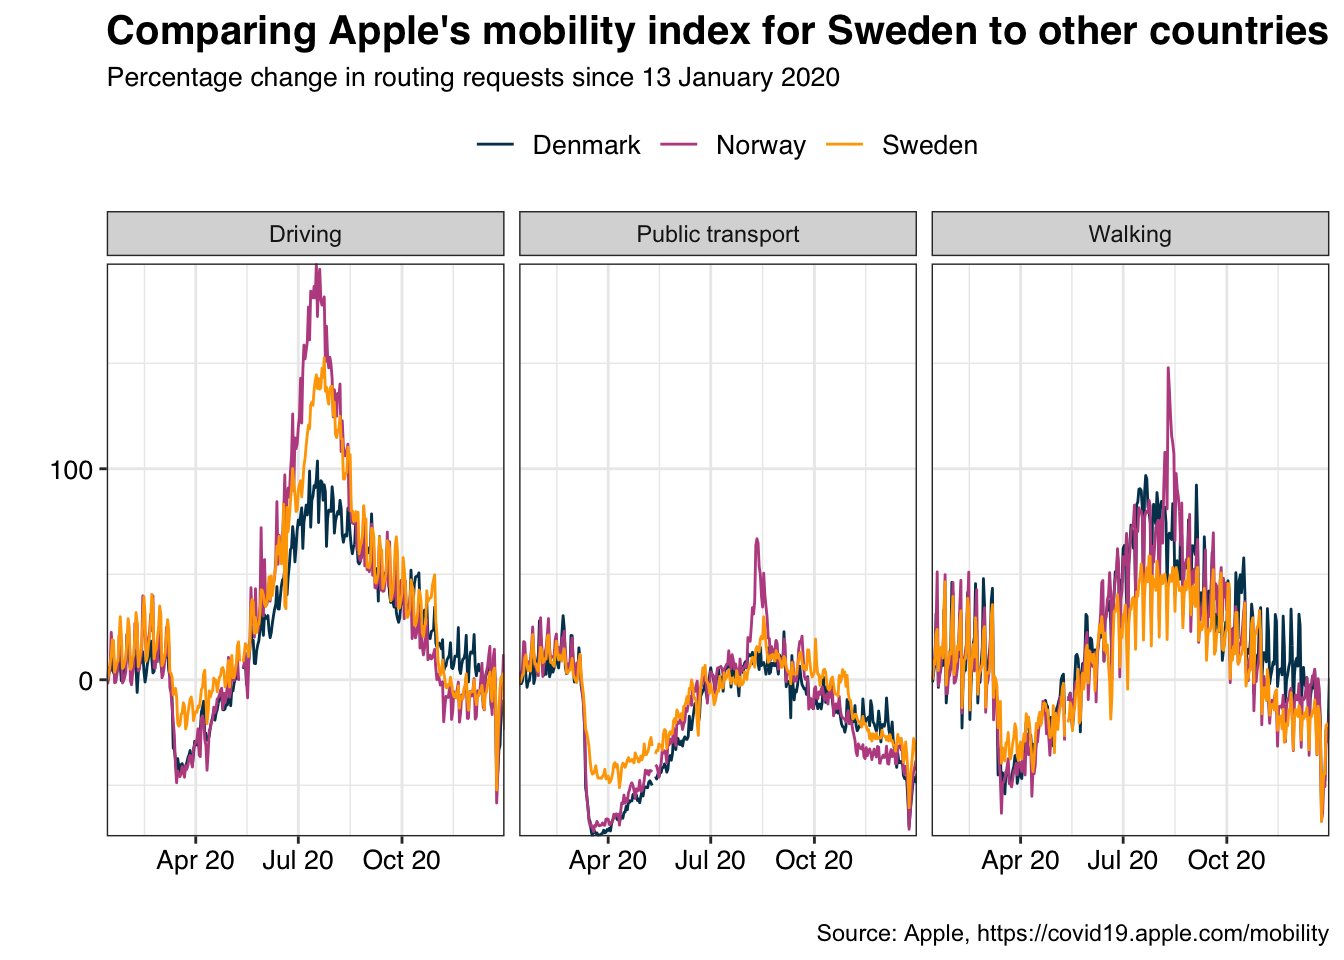 Comparing Apple's mobility index for Sweden to other countries
Percentage change in routing requests since 13 January 2020
Denmark Norway Sweden
Driving Public transport Walking
100
0
Apr 20 Jul 20 Oct 20 Apr 20 Jul 20 Oct 20 Apr 20 Jul 20 Oct 20
Source: Apple, https://covid19.apple.com/mobility